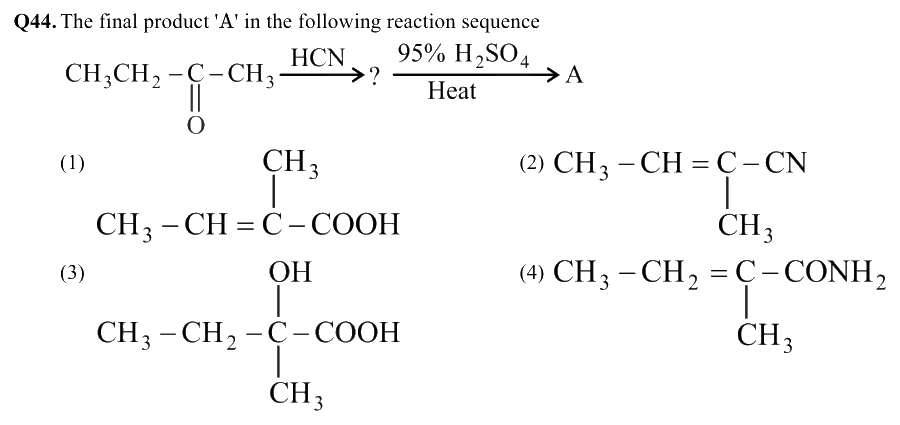 Q44. The final product 'A' in the following reaction sequence
CH₃CH₂ – C – CH₃ HCN ? 95% H₂SO₄ A
Heat
O
(1) CH₃
CH₃ – CH = C – COOH
(2) CH₃ – CH = C – CN
CH₃
(3) OH
CH₃ – CH₂ – C – COOH
CH₃
(4) CH₃ – CH₂ = C – CONH₂
CH₃